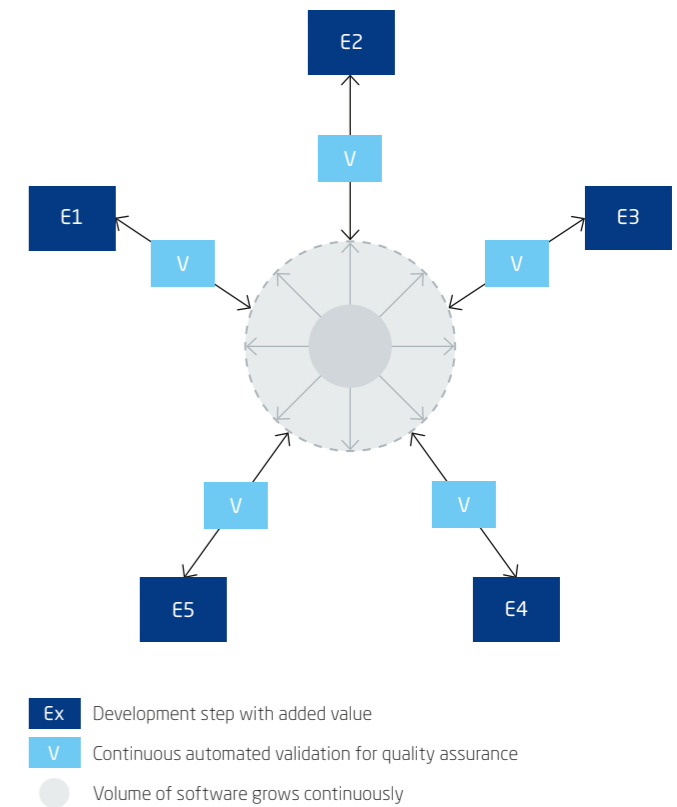 E2
V
E1
E3
V
V
V
V
E5
E4
Ex Development step with added value
V Continuous automated validation for quality assurance
Volume of software grows continuously